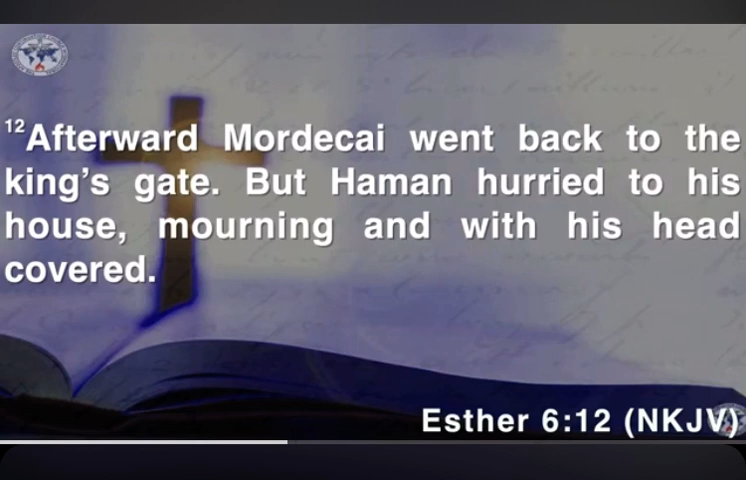 ¹²Afterward Mordecai went back to the
king's gate. But Haman hurried to his
house, mourning and with his head
covered.
Esther 6:12 (NKJV)